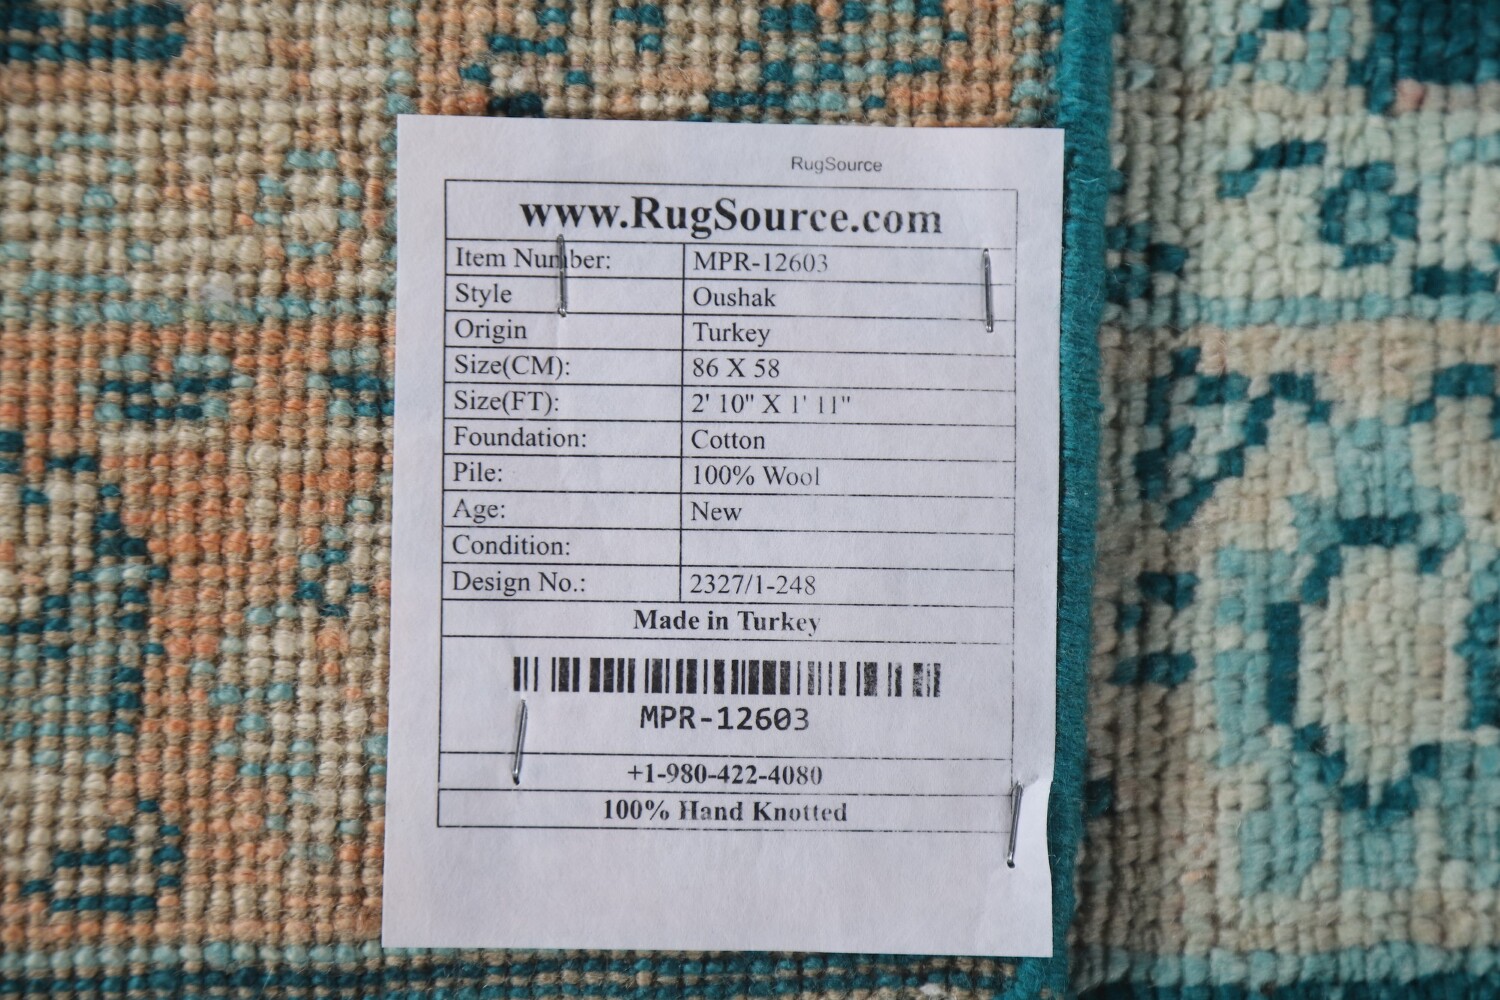 RugSource
www.RugSource.com
Item Number: MPR-12603
Style Oushak
Origin Turkey
Size(CM): 86 X 58
Size(FT): 2' 10" X 1' 11"
Foundation: Cotton
Pile: 100% Wool
Age: New
Condition:
Design No.: 2327/1-248
Made in Turkey
MPR-12603
+1-980-422-4080
100% Hand Knotted